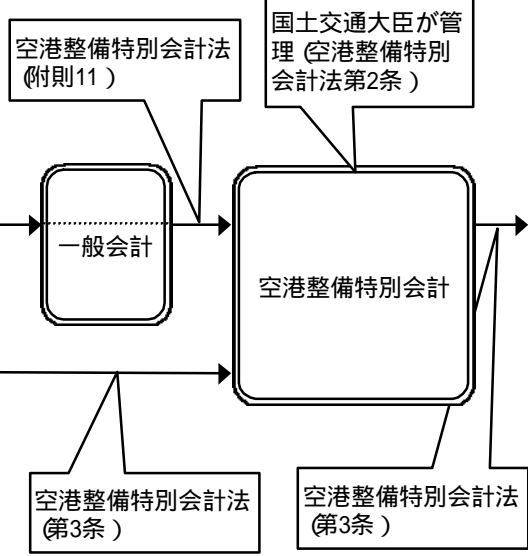 空港整備特別会計法
(附則11)
国土交通大臣が管
理(空港整備特別
会計法第2条)
一般会計
空港整備特別会計
空港整備特別会計法
(第3条)
空港整備特別会計法
(第3条)